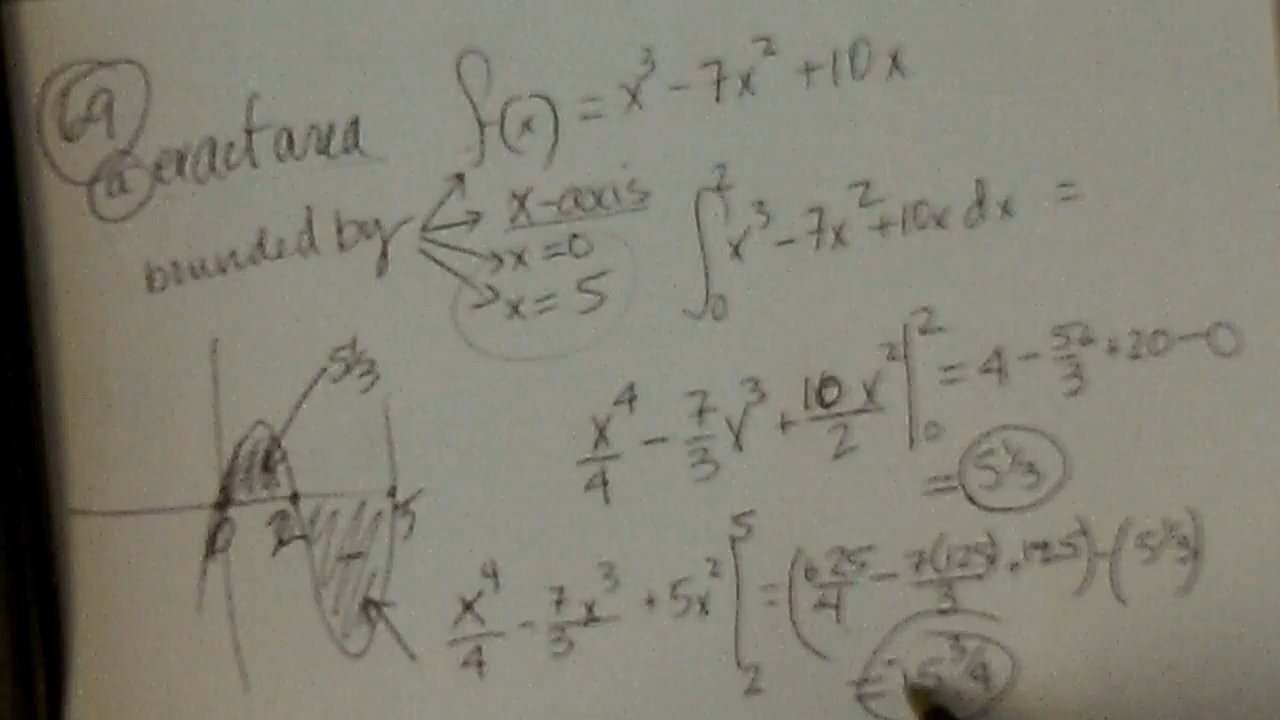 69
f(x) = x³ - 7x² + 10x
a exact area
bounded by
x-axis
x = 0
x = 5
∫₀² x³ - 7x² + 10x dx =
x⁴/4 - 7/3 x³ + 10x²/2 |₀² = 4 - 56/3 + 20 - 0
= 5⅓
5⅓
0 2 5
-
x⁴/4 - 7/3 x³ + 5x² |₂⁵ = (625/4 - 7(125)/3 + 125) - (5⅓)